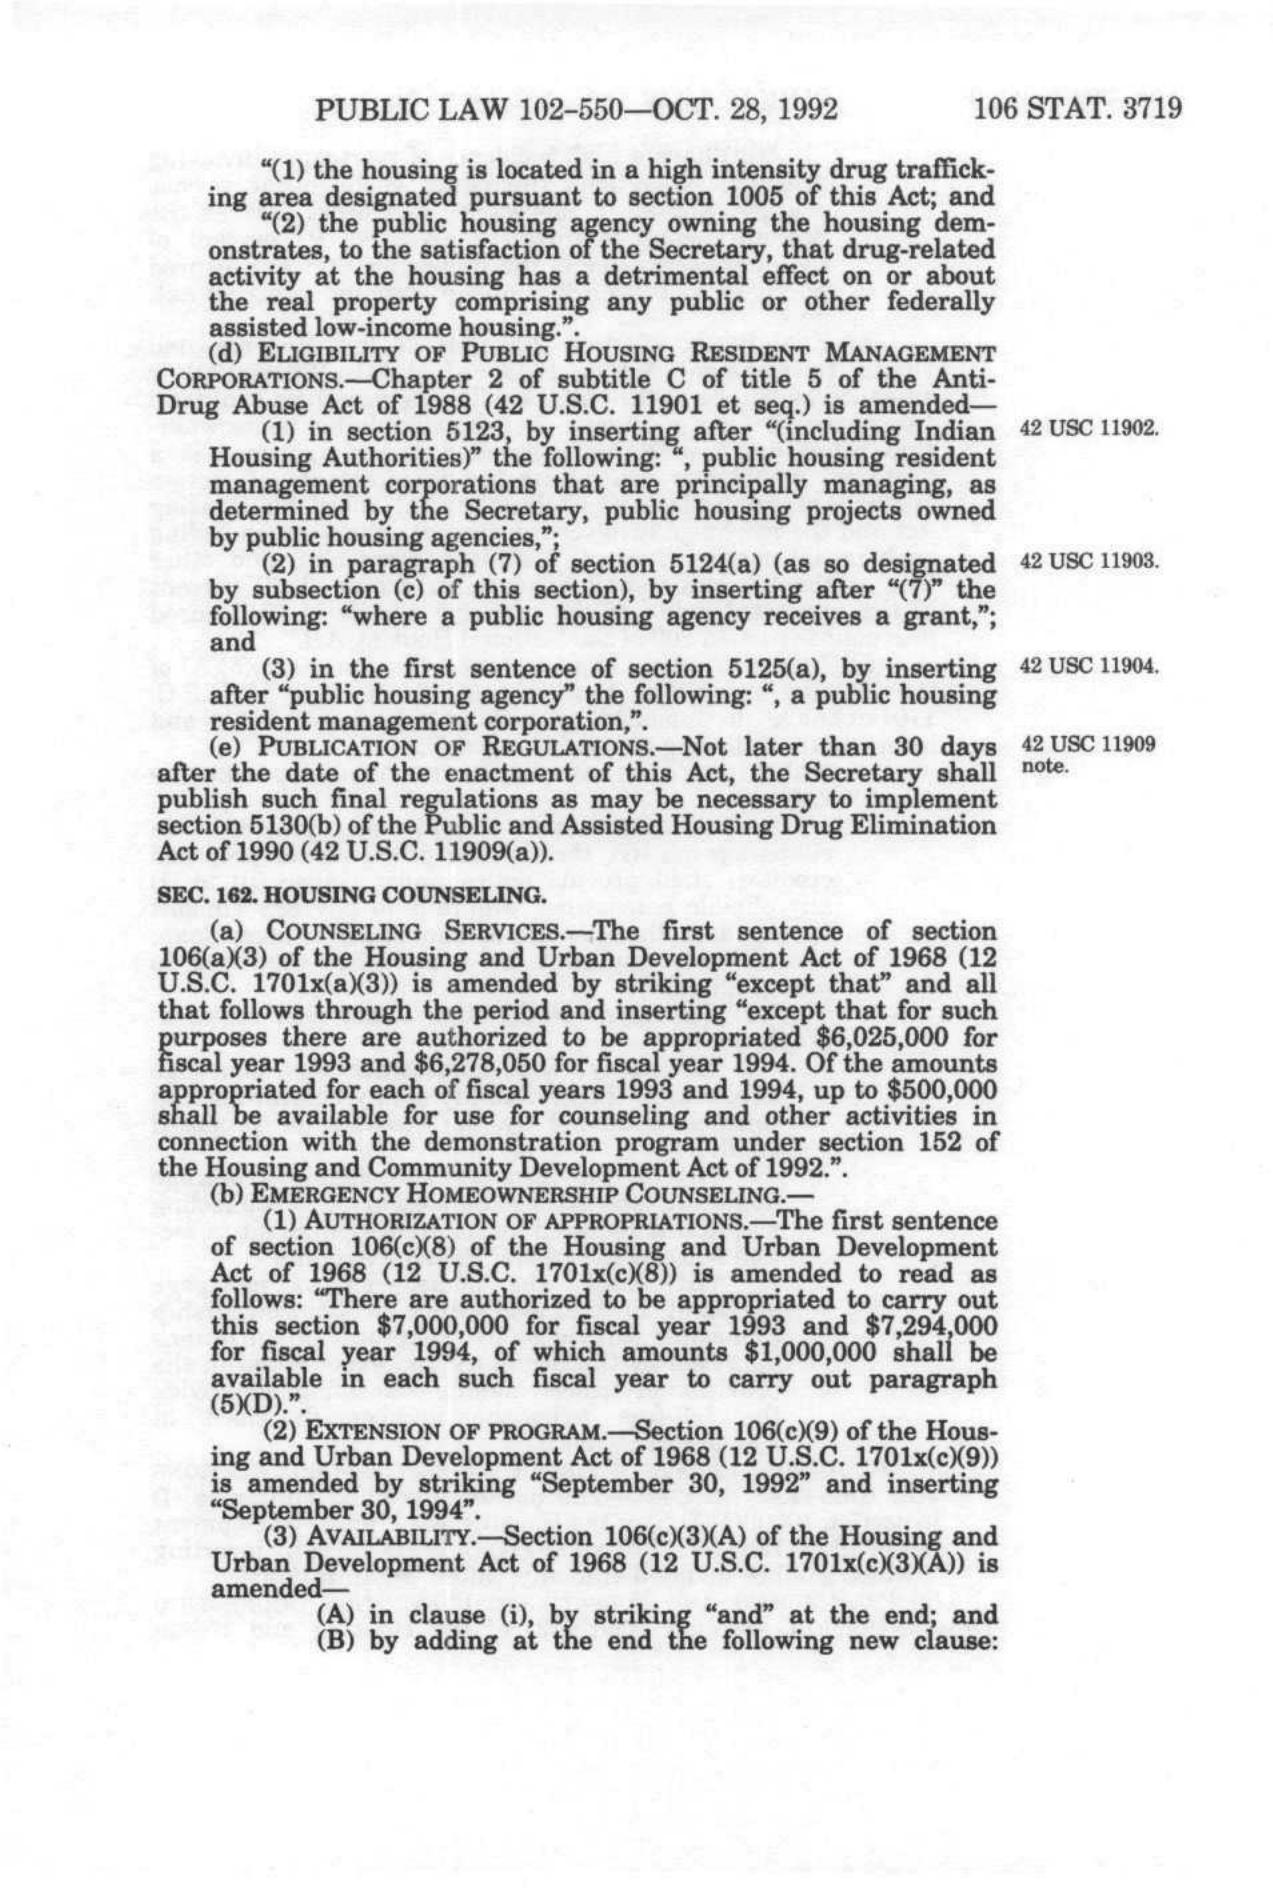 PUBLIC LAW 102–550—OCT. 28, 1992 106 STAT. 3719
“(1) the housing is located in a high intensity drug traffick-
ing area designated pursuant to section 1005 of this Act; and
“(2) the public housing agency owning the housing dem-
onstrates, to the satisfaction of the Secretary, that drug-related
activity at the housing has a detrimental effect on or about
the real property comprising any public or other federally
assisted low-income housing.”.
(d) ELIGIBILITY OF PUBLIC HOUSING RESIDENT MANAGEMENT
CORPORATIONS.—Chapter 2 of subtitle C of title 5 of the Anti-
Drug Abuse Act of 1988 (42 U.S.C. 11901 et seq.) is amended—
(1) in section 5123, by inserting after “(including Indian 42 USC 11902.
Housing Authorities)” the following: “, public housing resident
management corporations that are principally managing, as
determined by the Secretary, public housing projects owned
by public housing agencies,”;
(2) in paragraph (7) of section 5124(a) (as so designated 42 USC 11903.
by subsection (c) of this section), by inserting after “(7)” the
following: “where a public housing agency receives a grant,”;
and
(3) in the first sentence of section 5125(a), by inserting 42 USC 11904.
after “public housing agency” the following: “, a public housing
resident management corporation,”.
(e) PUBLICATION OF REGULATIONS.—Not later than 30 days 42 USC 11909
after the date of the enactment of this Act, the Secretary shall note.
publish such final regulations as may be necessary to implement
section 5130(b) of the Public and Assisted Housing Drug Elimination
Act of 1990 (42 U.S.C. 11909(a)).
SEC. 162. HOUSING COUNSELING.
(a) COUNSELING SERVICES.—The first sentence of section
106(a)(3) of the Housing and Urban Development Act of 1968 (12
U.S.C. 1701x(a)(3)) is amended by striking “except that” and all
that follows through the period and inserting “except that for such
purposes there are authorized to be appropriated $6,025,000 for
fiscal year 1993 and $6,278,050 for fiscal year 1994. Of the amounts
appropriated for each of fiscal years 1993 and 1994, up to $500,000
shall be available for use for counseling and other activities in
connection with the demonstration program under section 152 of
the Housing and Community Development Act of 1992.”.
(b) EMERGENCY HOMEOWNERSHIP COUNSELING.—
(1) AUTHORIZATION OF APPROPRIATIONS.—The first sentence
of section 106(c)(8) of the Housing and Urban Development
Act of 1968 (12 U.S.C. 1701x(c)(8)) is amended to read as
follows: “There are authorized to be appropriated to carry out
this section $7,000,000 for fiscal year 1993 and $7,294,000
for fiscal year 1994, of which amounts $1,000,000 shall be
available in each such fiscal year to carry out paragraph
(5)(D).”.
(2) EXTENSION OF PROGRAM.—Section 106(c)(9) of the Hous-
ing and Urban Development Act of 1968 (12 U.S.C. 1701x(c)(9))
is amended by striking “September 30, 1992” and inserting
“September 30, 1994”.
(3) AVAILABILITY.—Section 106(c)(3)(A) of the Housing and
Urban Development Act of 1968 (12 U.S.C. 1701x(c)(3)(A)) is
amended—
(A) in clause (i), by striking “and” at the end; and
(B) by adding at the end the following new clause: